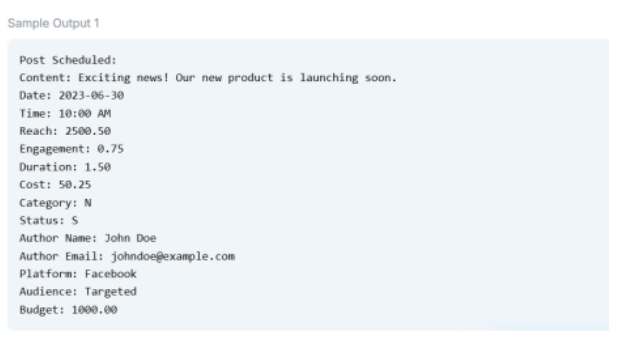 Sample Output 1
Post Scheduled:
Content: Exciting news! Our new product is launching soon.
Date: 2023-06-30
Time: 10:00 AM
Reach: 2500.50
Engagement: 0.75
Duration: 1.50
Cost: 50.25
Category: N
Status: S
Author Name: John Doe
Author Email: johndoe@example.com
Platform: Facebook
Audience: Targeted
Budget: 1000.00